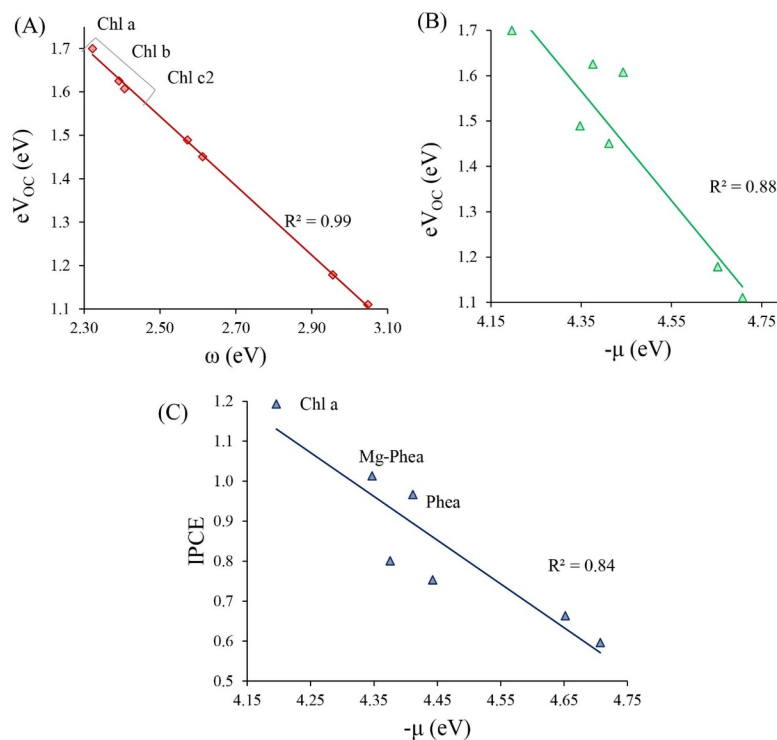 (A)
Chl a
Chl b
Chl c2
1.7
1.6
1.5
1.4
1.3
1.2
1.1
eV_OC (eV)
R² = 0.99
2.30 2.50 2.70 2.90 3.10
ω (eV)
(B)
1.7
1.6
1.5
1.4
1.3
1.2
1.1
eV_OC (eV)
R² = 0.88
4.15 4.35 4.55 4.75
-μ (eV)
(C)
1.2
1.1
1.0
0.9
0.8
0.7
0.6
0.5
IPCE
Chl a
Mg-Phea
Phea
R² = 0.84
4.15 4.25 4.35 4.45 4.55 4.65 4.75
-μ (eV)